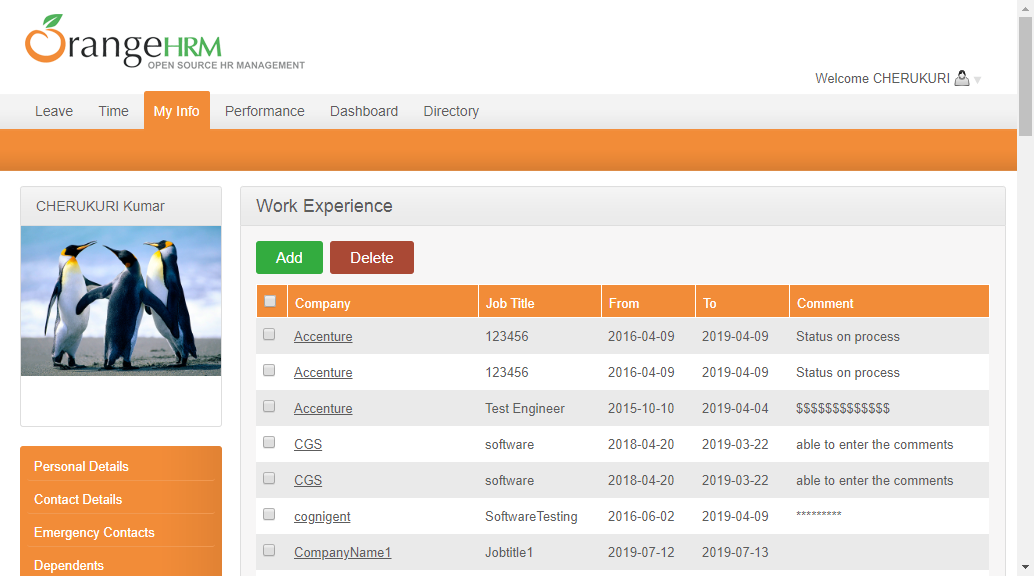 OrangeHRM
OPEN SOURCE HR MANAGEMENT
Welcome CHERUKURI
Leave Time My Info Performance Dashboard Directory
CHERUKURI Kumar
Work Experience
Add Delete
Company Job Title From To Comment
Accenture 123456 2016-04-09 2019-04-09 Status on process
Accenture 123456 2016-04-09 2019-04-09 Status on process
Accenture Test Engineer 2015-10-10 2019-04-04 $$$$$$$$$$$$$
CGS software 2018-04-20 2019-03-22 able to enter the comments
CGS software 2018-04-20 2019-03-22 able to enter the comments
cognigent SoftwareTesting 2016-06-02 2019-04-09 *********
CompanyName1 Jobtitle1 2019-07-12 2019-07-13
Personal Details
Contact Details
Emergency Contacts
Dependents